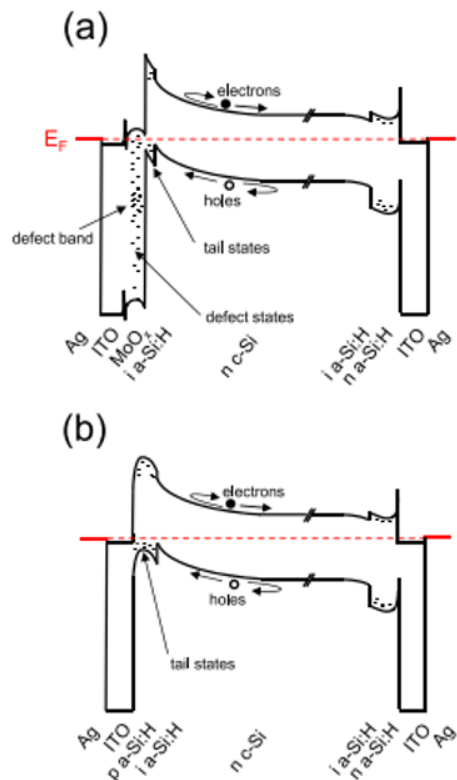 (a)
electrons
E_F
holes
defect band
tail states
defect states
Ag
ITO
MoOₓ
i a-Si:H
n c-Si
i a-Si:H
n a-Si:H
ITO
Ag
(b)
electrons
holes
tail states
Ag
ITO
p a-Si:H
i a-Si:H
n c-Si
i a-Si:H
n a-Si:H
ITO
Ag